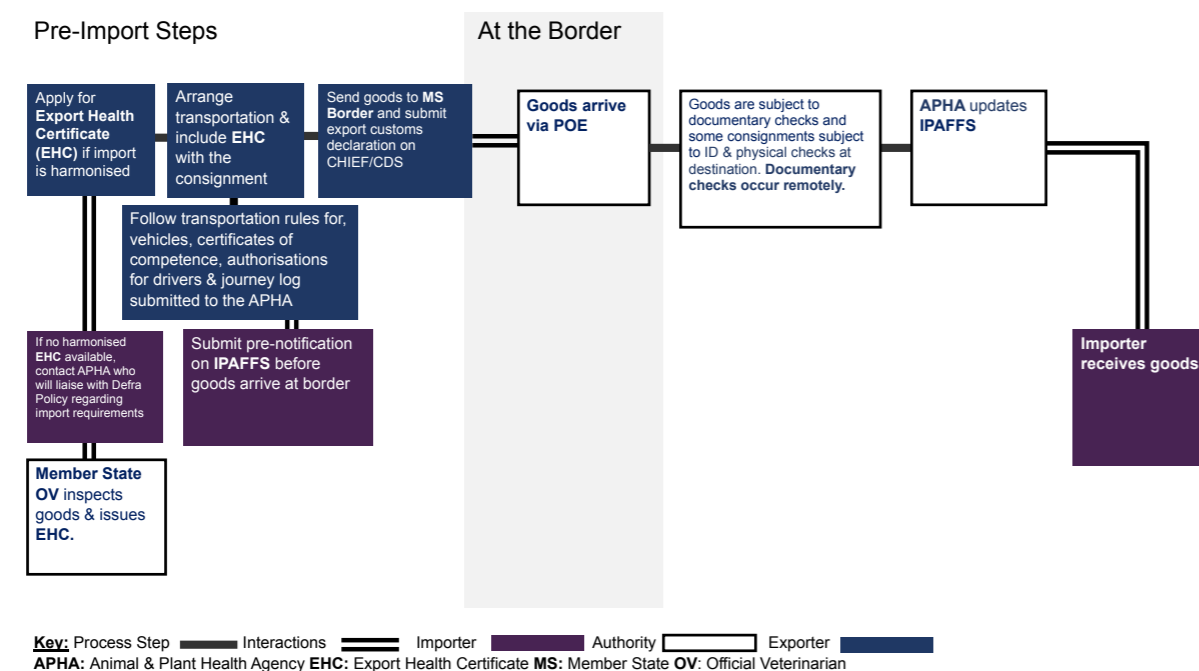 Pre-Import Steps
At the Border
Apply for
Export Health
Certificate
(EHC) if import
is harmonised
Arrange
transportation &
include EHC
with the
consignment
Send goods to MS
Border and submit
export customs
declaration on
CHIEF/CDS
Goods arrive
via POE
Goods are subject to
documentary checks and
some consignments subject
to ID & physical checks at
destination. Documentary
checks occur remotely.
APHA updates
IPAFFS
Follow transportation rules for,
vehicles, certificates of
competence, authorisations
for drivers & journey log
submitted to the APHA
If no harmonised
EHC available,
contact APHA who
will liaise with Defra
Policy regarding
import requirements
Submit pre-notification
on IPAFFS before
goods arrive at border
Importer
receives goods
Member State
OV inspects
goods & issues
EHC.
Key: Process Step Interactions Importer Authority Exporter
APHA: Animal & Plant Health Agency EHC: Export Health Certificate MS: Member State OV: Official Veterinarian